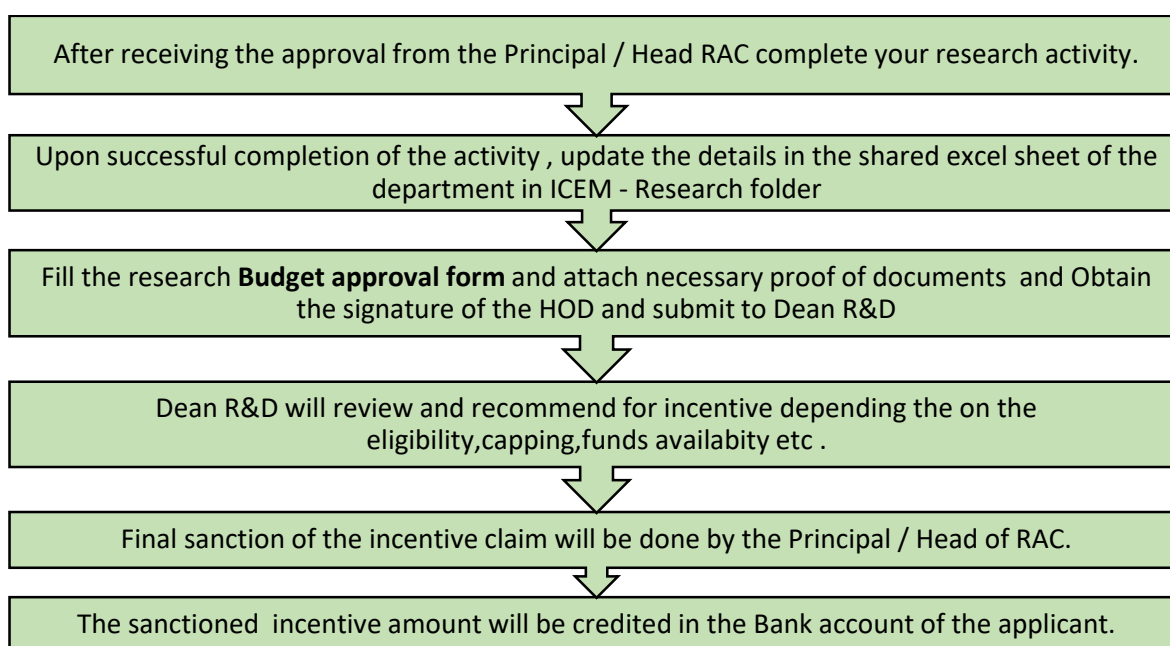 After receiving the approval from the Principal / Head RAC complete your research activity.
Upon successful completion of the activity , update the details in the shared excel sheet of the
department in ICEM - Research folder
Fill the research Budget approval form and attach necessary proof of documents  and Obtain
the signature of the HOD and submit to Dean R&D
Dean R&D will review and recommend for incentive depending the on the
eligibility,capping,funds availabity etc .
Final sanction of the incentive claim will be done by the Principal / Head of RAC.
The sanctioned  incentive amount will be credited in the Bank account of the applicant.